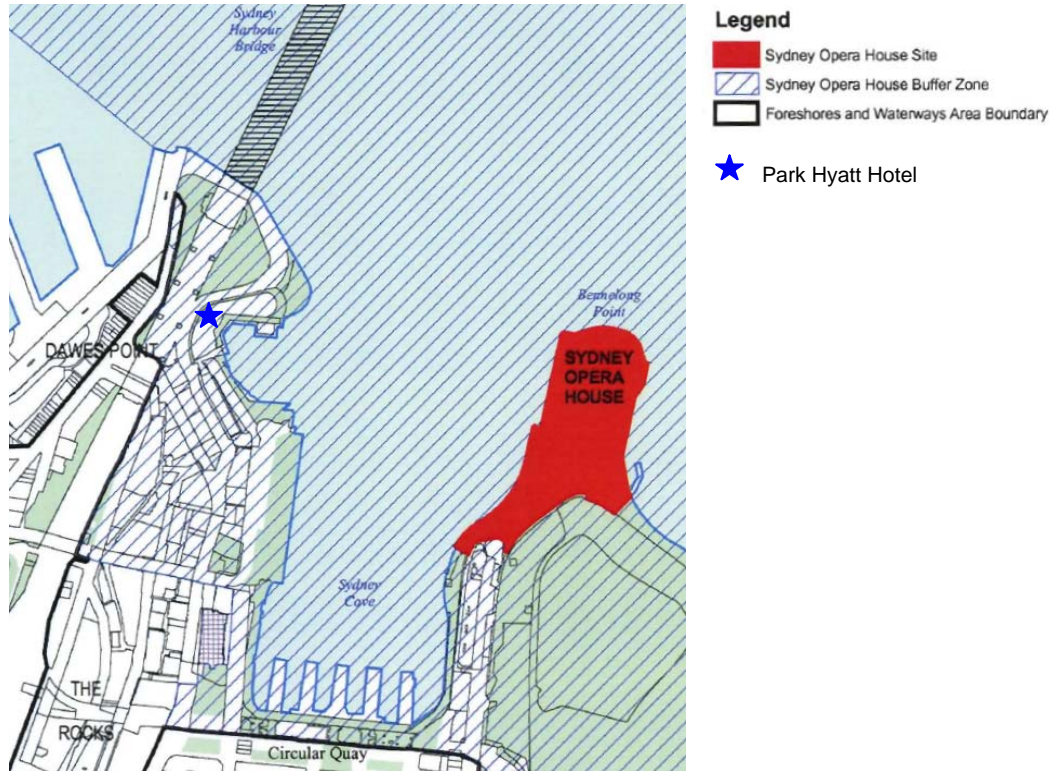 Sydney
Harbour
Bridge
Bennelong
Point
SYDNEY
OPERA
HOUSE
DAWES POINT
Sydney
Cove
THE
ROCKS
Circular Quay
Legend
Sydney Opera House Site
Sydney Opera House Buffer Zone
Foreshores and Waterways Area Boundary
Park Hyatt Hotel